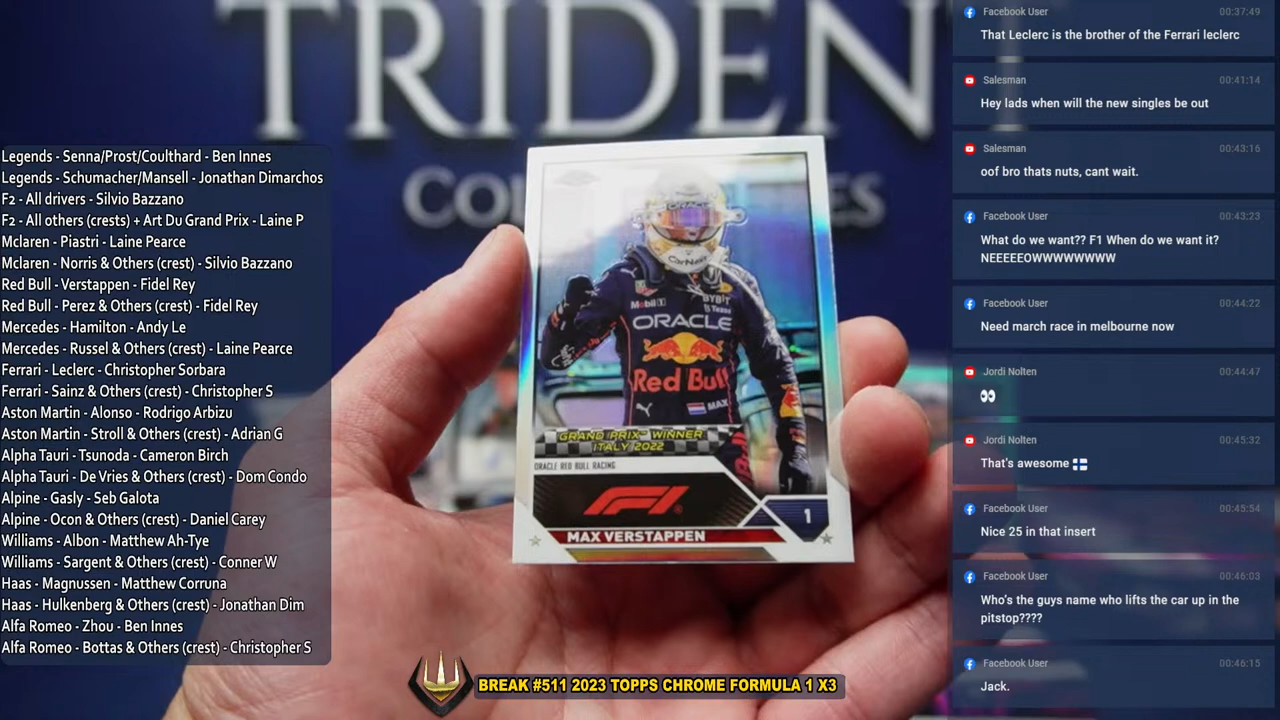 TRIDEN
Legends - Senna/Prost/Coulthard - Ben Innes
Legends - Schumacher/Mansell - Jonathan Dimarchos
F2 - All drivers - Silvio Bazzano
F2 - All others (crests) + Art Du Grand Prix - Laine P
Mclaren - Piastri - Laine Pearce
Mclaren - Norris & Others (crest) - Silvio Bazzano
Red Bull - Verstappen - Fidel Rey
Red Bull - Perez & Others (crest) - Fidel Rey
Mercedes - Hamilton - Andy Le
Mercedes - Russel & Others (crest) - Laine Pearce
Ferrari - Leclerc - Christopher Sorbara
Ferrari - Sainz & Others (crest) - Christopher S
Aston Martin - Alonso - Rodrigo Arbizu
Aston Martin - Stroll & Others (crest) - Adrian G
Alpha Tauri - Tsunoda - Cameron Birch
Alpha Tauri - De Vries & Others (crest) - Dom Condo
Alpine - Gasly - Seb Galota
Alpine - Ocon & Others (crest) - Daniel Carey
Williams - Albon - Matthew Ah-Tye
Williams - Sargent & Others (crest) - Conner W
Haas - Magnussen - Matthew Corruna
Haas - Hulkenberg & Others (crest) - Jonathan Dim
Alfa Romeo - Zhou - Ben Innes
Alfa Romeo - Bottas & Others (crest) - Christopher S
CarNext
Mobil 1
BYBIT
Tezos
ORACLE
Red Bull
MAX
GRAND PRIX™ WINNER
ITALY 2022
ORACLE RED BULL RACING
F1
1
MAX VERSTAPPEN
BREAK #511 2023 TOPPS CHROME FORMULA 1 X3
Facebook User 00:37:49
That Leclerc is the brother of the Ferrari leclerc
Salesman 00:41:14
Hey lads when will the new singles be out
Salesman 00:43:16
oof bro thats nuts, cant wait.
Facebook User 00:43:23
What do we want?? F1 When do we want it?
NEEEEEOWWWWWWWW
Facebook User 00:44:22
Need march race in melbourne now
Jordi Nolten 00:44:47
👀
Jordi Nolten 00:45:32
That's awesome 🇫🇮
Facebook User 00:45:54
Nice 25 in that insert
Facebook User 00:46:03
Who's the guys name who lifts the car up in the
pitstop????
Facebook User 00:46:15
Jack.